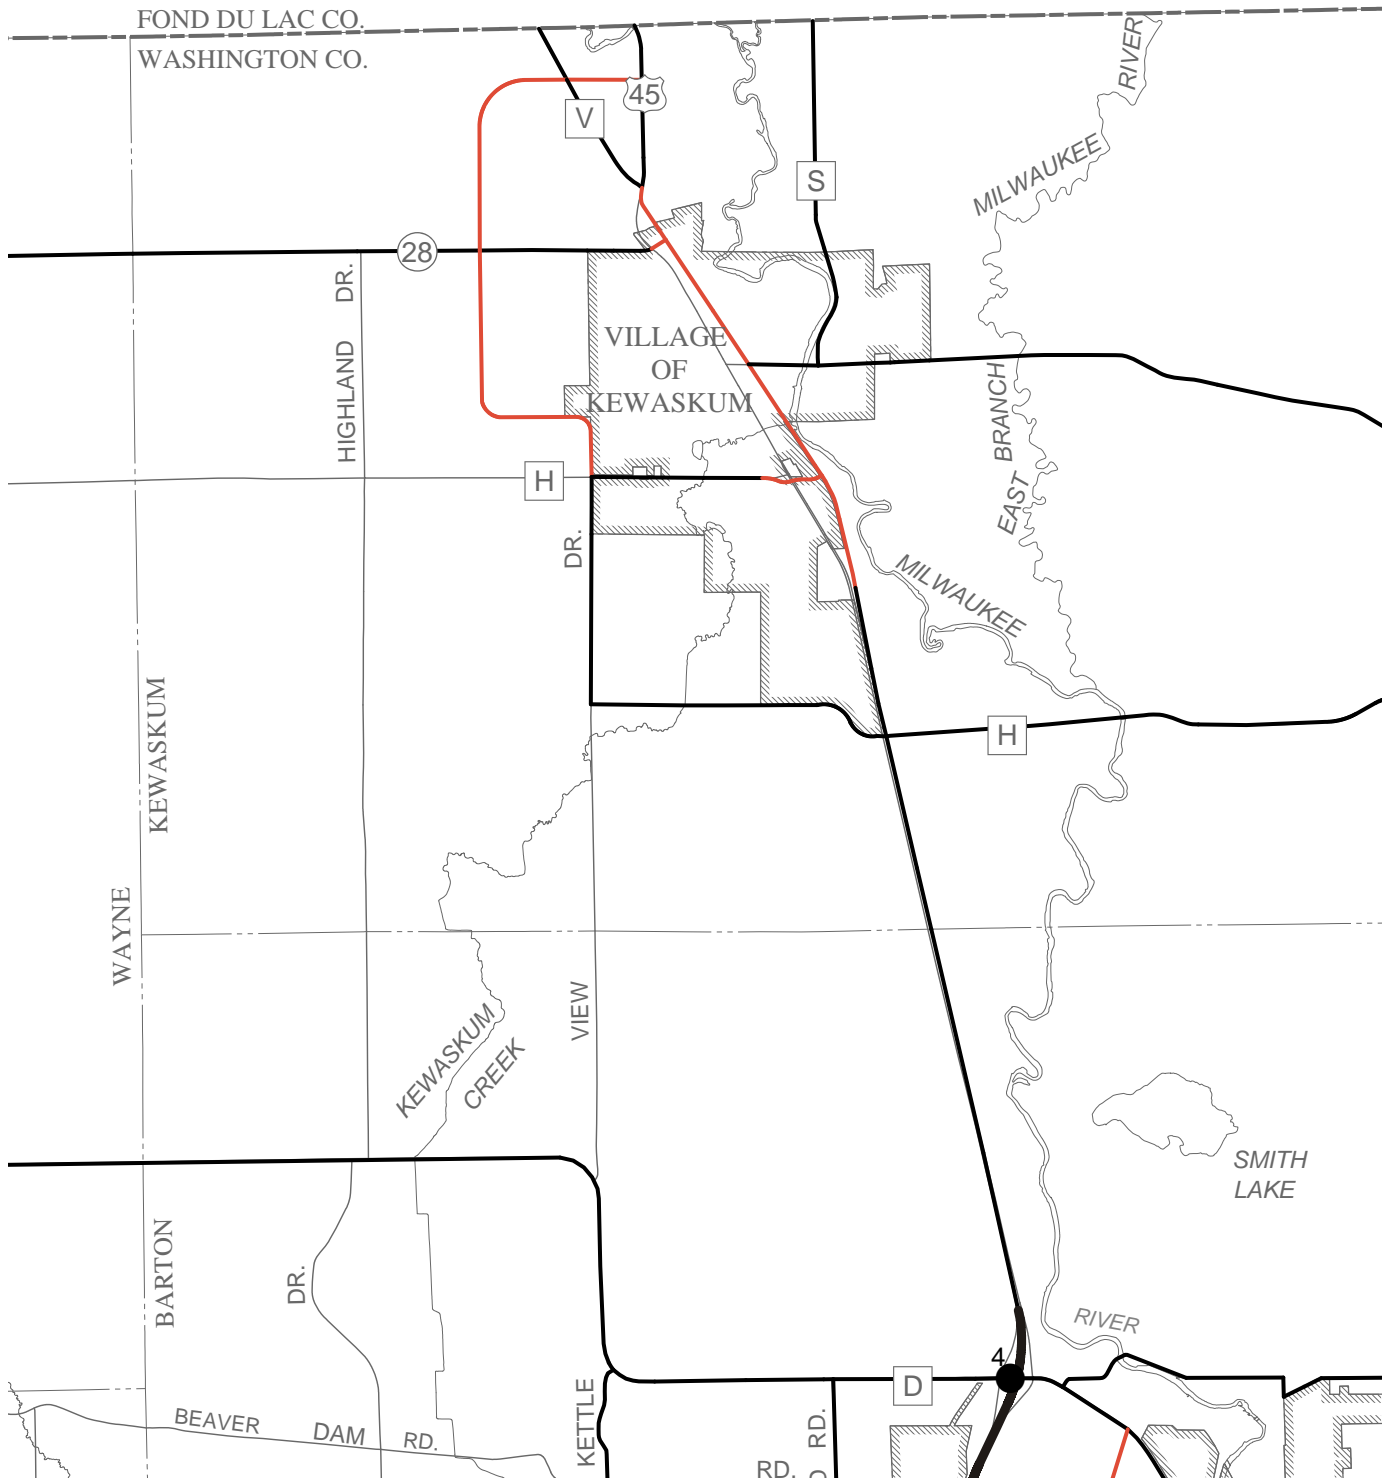 FOND DU LAC CO.
WASHINGTON CO.
45
V
S
28
RIVER
MILWAUKEE
HIGHLAND DR.
VILLAGE
OF
KEWASKUM
EAST BRANCH
H
DR.
MILWAUKEE
H
KEWASKUM
WAYNE
VIEW
KEWASKUM
CREEK
SMITH
LAKE
BARTON
DR.
RIVER
4
D
KETTLE
BEAVER DAM RD.
RD.
RD.